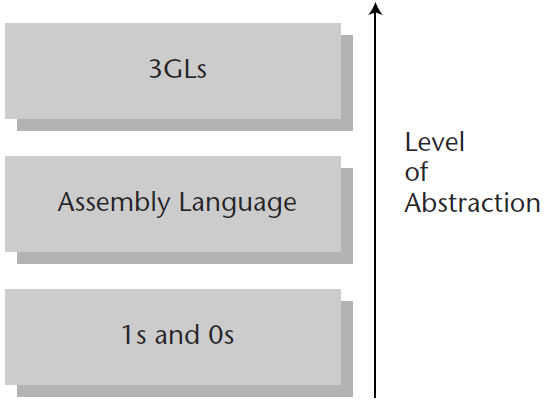 3GLs
Assembly Language
1s and 0s
Level
of
Abstraction